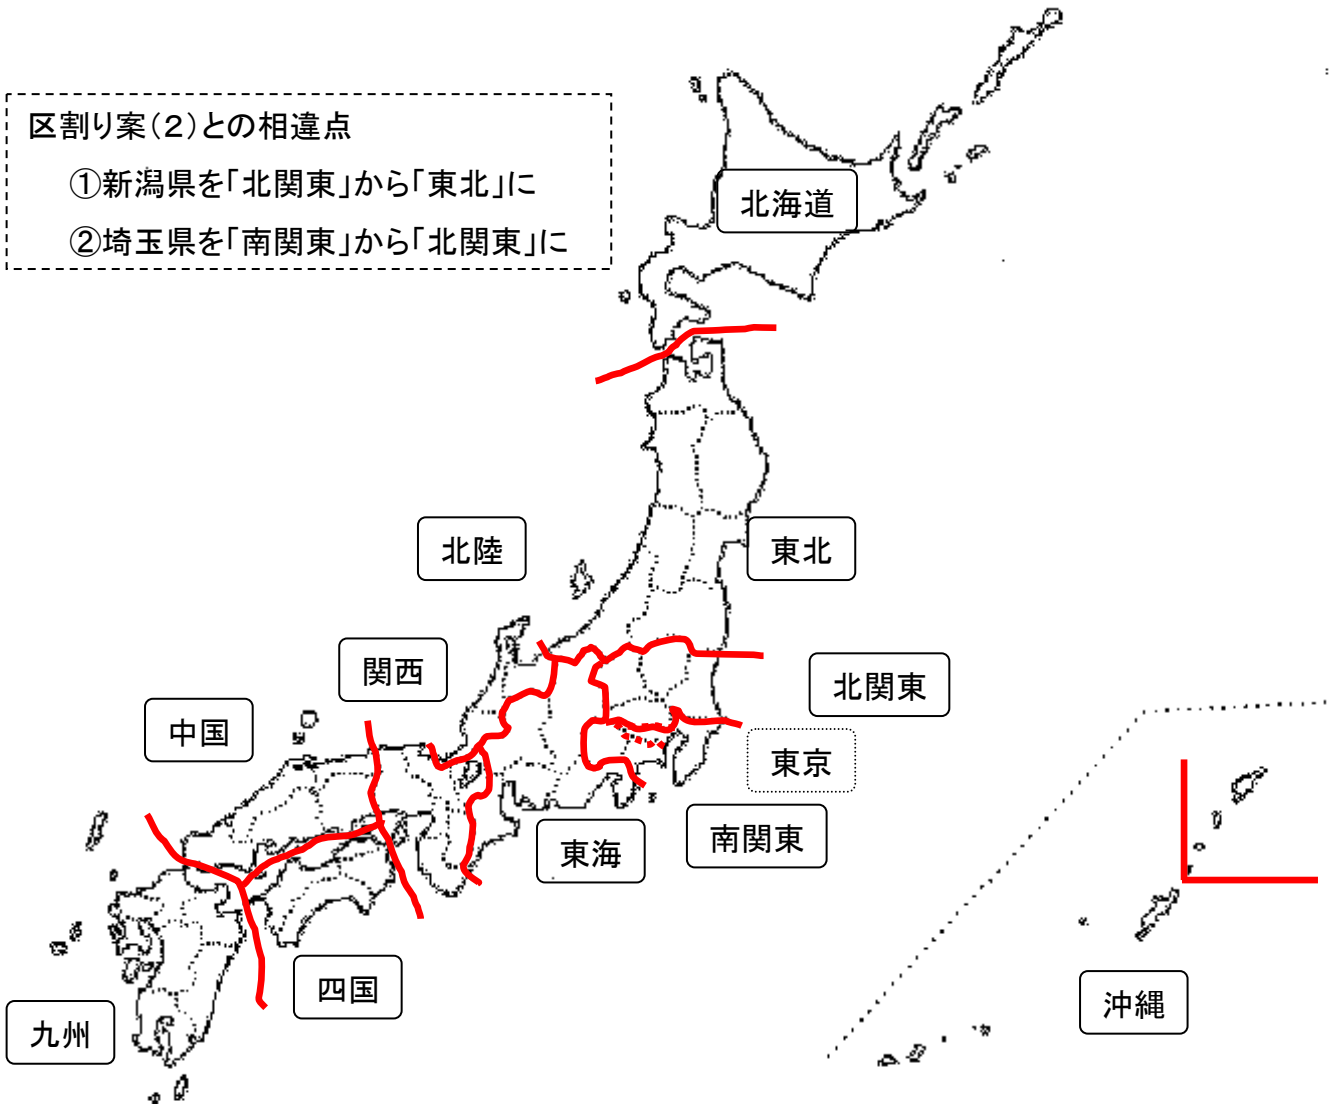 区割り案(2)との相違点
①新潟県を「北関東」から「東北」に
②埼玉県を「南関東」から「北関東」に
北海道
北陸
東北
関西
北関東
中国
東京
南関東
東海
四国
沖縄
九州